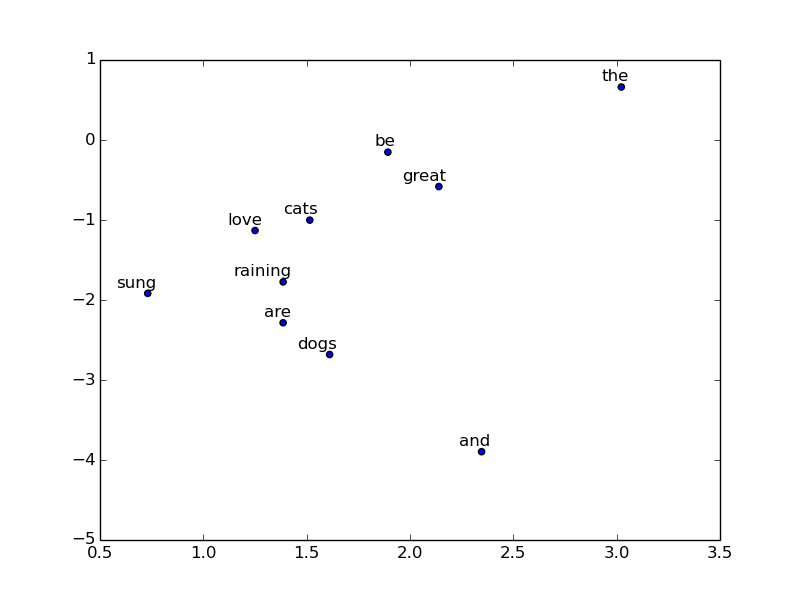 1
the
0
be
great
−1
cats
love
raining
sung
−2
are
dogs
−3
and
−4
−5
0.5 1.0 1.5 2.0 2.5 3.0 3.5